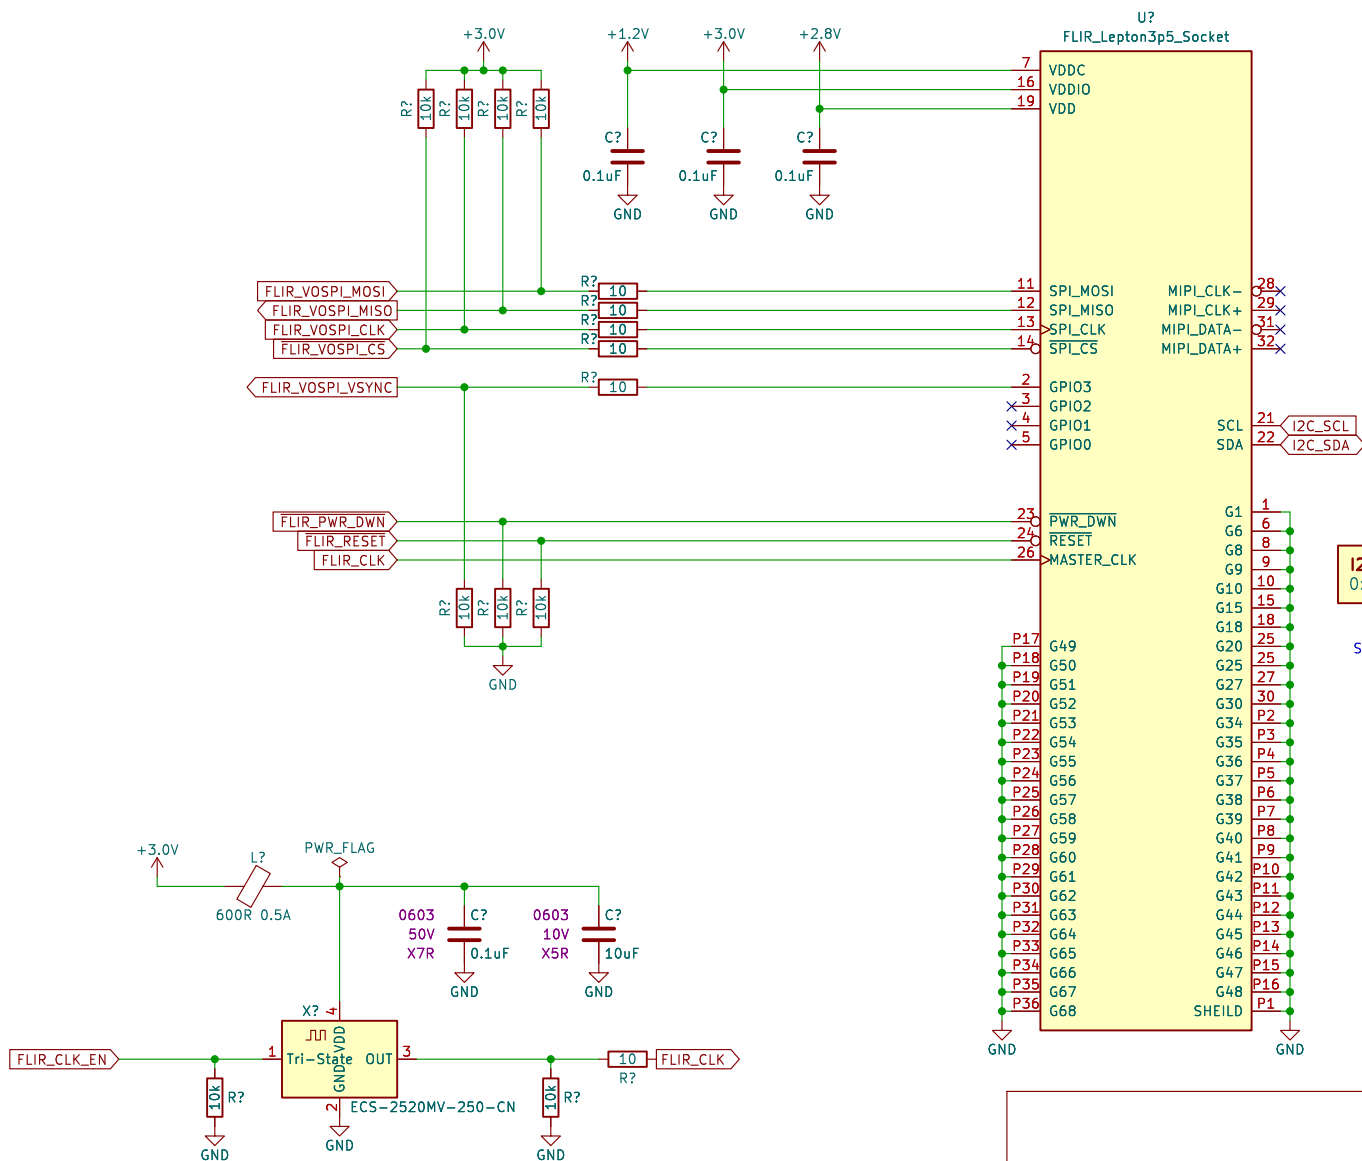 U?
FLIR_Lepton3p5_Socket
+3.0V
+1.2V
+3.0V
+2.8V
7 VDDC
16 VDDIO
19 VDD
R? 10k
R? 10k
R? 10k
R? 10k
C?
0.1uF
GND
C?
0.1uF
GND
C?
0.1uF
GND
FLIR_VOSPI_MOSI R? 10 11 SPI_MOSI MIPI_CLK- 28
FLIR_VOSPI_MISO R? 10 12 SPI_MISO MIPI_CLK+ 29
FLIR_VOSPI_CLK R? 10 13 SPI_CLK MIPI_DATA- 31
FLIR_VOSPI_CS R? 10 14 SPI_CS MIPI_DATA+ 32
FLIR_VOSPI_VSYNC R? 10 2 GPIO3
3 GPIO2
4 GPIO1 SCL 21 I2C_SCL
5 GPIO0 SDA 22 I2C_SDA
G1 1
FLIR_PWR_DWN 23 PWR_DWN G6 6
FLIR_RESET 24 RESET G8 8
FLIR_CLK 26 MASTER_CLK G9 9
G10 10
G15 15
G18 18
R? 10k
R? 10k
R? 10k
GND
P17 G49 G20 25
P18 G50 G25 25
P19 G51 G27 27
P20 G52 G30 30
P21 G53 G34 P2
P22 G54 G35 P3
P23 G55 G36 P4
P24 G56 G37 P5
P25 G57 G38 P6
P26 G58 G39 P7
P27 G59 G40 P8
P28 G60 G41 P9
P29 G61 G42 P10
P30 G62 G43 P11
P31 G63 G44 P12
P32 G64 G45 P13
P33 G65 G46 P14
P34 G66 G47 P15
P35 G67 G48 P16
P36 G68 SHEILD P1
GND
GND
+3.0V
L?
600R 0.5A
PWR_FLAG
0603
50V
X7R
C?
0.1uF
GND
0603
10V
X5R
C?
10uF
GND
X?
4 VDD
FLIR_CLK_EN 1 Tri-State OUT 3 10 FLIR_CLK
R?
GND 2
ECS-2520MV-250-CN
GND
10k R?
GND
10k R?
GND